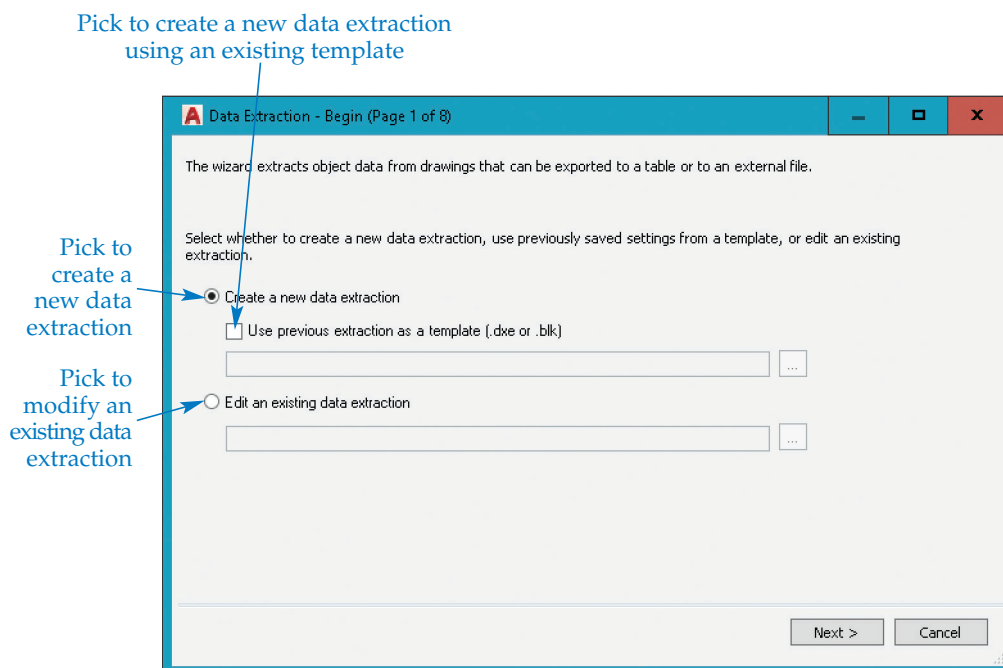 Pick to create a new data extraction
using an existing template
Data Extraction - Begin (Page 1 of 8)
The wizard extracts object data from drawings that can be exported to a table or to an external file.
Select whether to create a new data extraction, use previously saved settings from a template, or edit an existing
extraction.
Pick to
create a
new data
extraction
Create a new data extraction
Use previous extraction as a template (.dxe or .blk)
...
Pick to
modify an
existing data
extraction
Edit an existing data extraction
...
Next >
Cancel